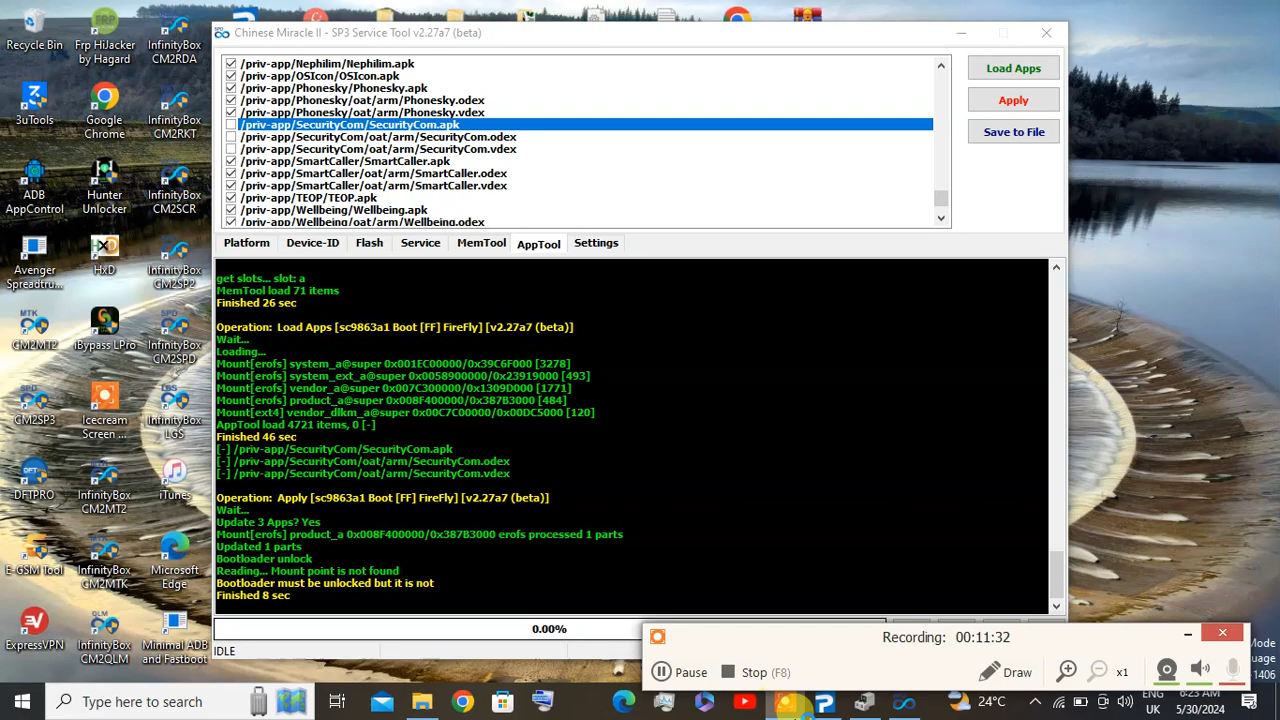 Chinese Miracle II - SP3 Service Tool v2.27a7 (beta)
/priv-app/Nephilim/Nephilim.apk
/priv-app/OSIcon/OSIcon.apk
/priv-app/Phonesky/Phonesky.apk
/priv-app/Phonesky/oat/arm/Phonesky.odex
/priv-app/Phonesky/oat/arm/Phonesky.vdex
/priv-app/SecurityCom/SecurityCom.apk
/priv-app/SecurityCom/oat/arm/SecurityCom.odex
/priv-app/SecurityCom/oat/arm/SecurityCom.vdex
/priv-app/SmartCaller/SmartCaller.apk
/priv-app/SmartCaller/oat/arm/SmartCaller.odex
/priv-app/SmartCaller/oat/arm/SmartCaller.vdex
/priv-app/TEOP/TEOP.apk
/priv-app/Wellbeing/Wellbeing.apk
/priv-app/Wellbeing/oat/arm/Wellbeing.odex
Load Apps
Apply
Save to File
Platform Device-ID Flash Service MemTool AppTool Settings
get slots... slot: a
MemTool load 71 items
Finished 26 sec
Operation: Load Apps [sc9863a1 Boot [FF] FireFly] [v2.27a7 (beta)]
Wait...
Loading...
Mount[erofs] system_a@super 0x001EC00000/0x39C6F000 [3278]
Mount[erofs] system_ext_a@super 0x0058900000/0x23919000 [493]
Mount[erofs] vendor_a@super 0x007C300000/0x1309D000 [1771]
Mount[erofs] product_a@super 0x008F400000/0x387B3000 [484]
Mount[ext4] vendor_dlkm_a@super 0x00C7C00000/0x00DC5000 [120]
AppTool load 4721 items, 0 [-]
Finished 46 sec
[-] /priv-app/SecurityCom/SecurityCom.apk
[-] /priv-app/SecurityCom/oat/arm/SecurityCom.odex
[-] /priv-app/SecurityCom/oat/arm/SecurityCom.vdex
Operation: Apply [sc9863a1 Boot [FF] FireFly] [v2.27a7 (beta)]
Wait...
Update 3 Apps? Yes
Mount[erofs] product_a 0x008F400000/0x387B3000 erofs processed 1 parts
Updated 1 parts
Bootloader unlock
Reading... Mount point is not found
Bootloader must be unlocked but it is not
Finished 8 sec
0.00%
IDLE
Recycle Bin
Frp HiJacker
by Hagard
InfinityBox
CM2RDA
3uTools
Google
Chrome
InfinityBox
CM2RKT
ADB
AppControl
Hunter
Unlocker
InfinityBox
CM2SCR
Avenger
Spreadtru...
HxD
InfinityBox
CM2SP2
CM2MT2
iBypass LPro
InfinityBox
CM2SPD
CM2SP3
Icecream
Screen ...
InfinityBox
LGS
DFTPRO
InfinityBox
CM2MT2
iTunes
E-GSM Tool
InfinityBox
CM2MTK
Microsoft
Edge
ExpressVPN
InfinityBox
CM2QLM
Minimal ADB
and Fastboot
Recording: 00:11:32
Pause
Stop (F8)
Draw
x1
Type here to search
24°C
ENG
UK
6:23 AM
5/30/2024